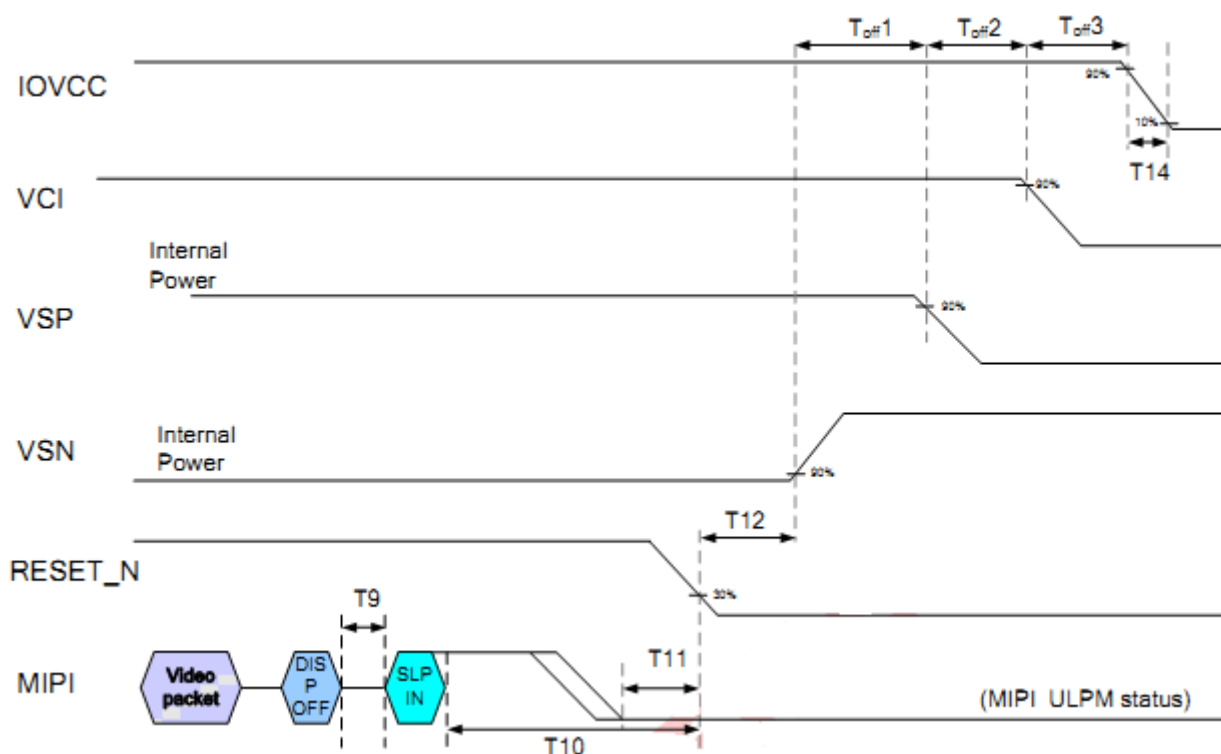 Toff1
Toff2
Toff3
IOVCC
90%
10%
T14
VCI
90%
Internal
Power
VSP
90%
VSN
Internal
Power
90%
T12
RESET_N
30%
T9
MIPI
Video
packet
DIS
P
OFF
SLP
IN
T11
(MIPI ULPM status)
T10